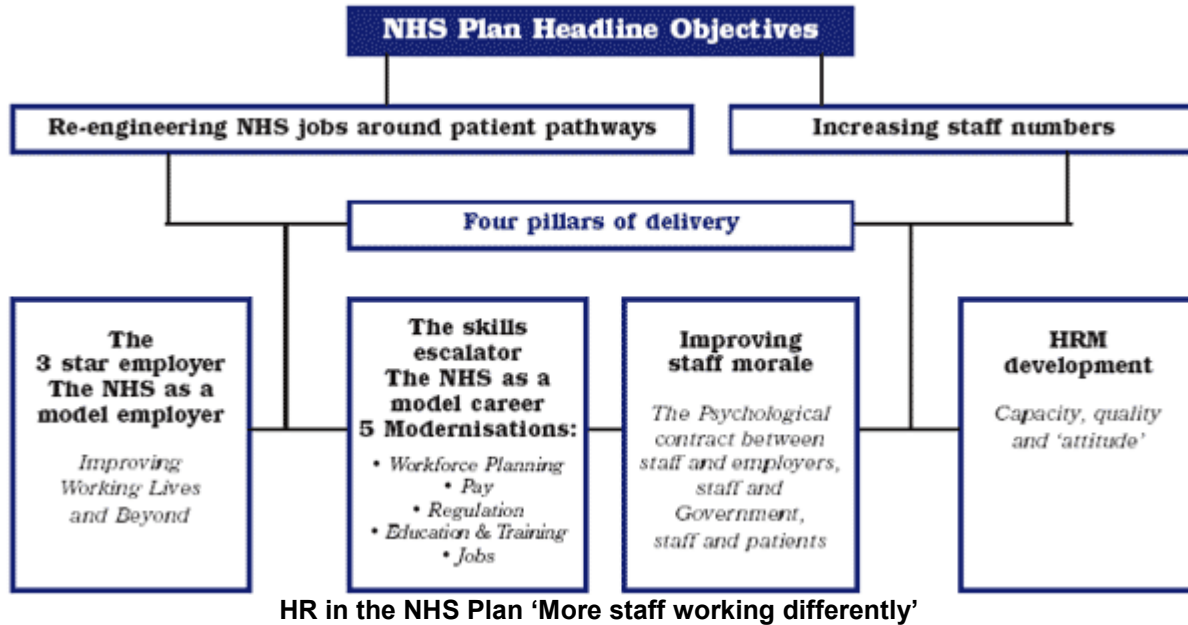 NHS Plan Headline Objectives
Re-engineering NHS jobs around patient pathways
Increasing staff numbers
Four pillars of delivery
The
3 star employer
The NHS as a
model employer
Improving
Working Lives
and Beyond
The skills
escalator
The NHS as a
model career
5 Modernisations:
• Workforce Planning
• Pay
• Regulation
• Education & Training
• Jobs
Improving
staff morale
The Psychological
contract between
staff and employers,
staff and
Government,
staff and patients
HRM
development
Capacity, quality
and ‘attitude’
HR in the NHS Plan ‘More staff working differently’